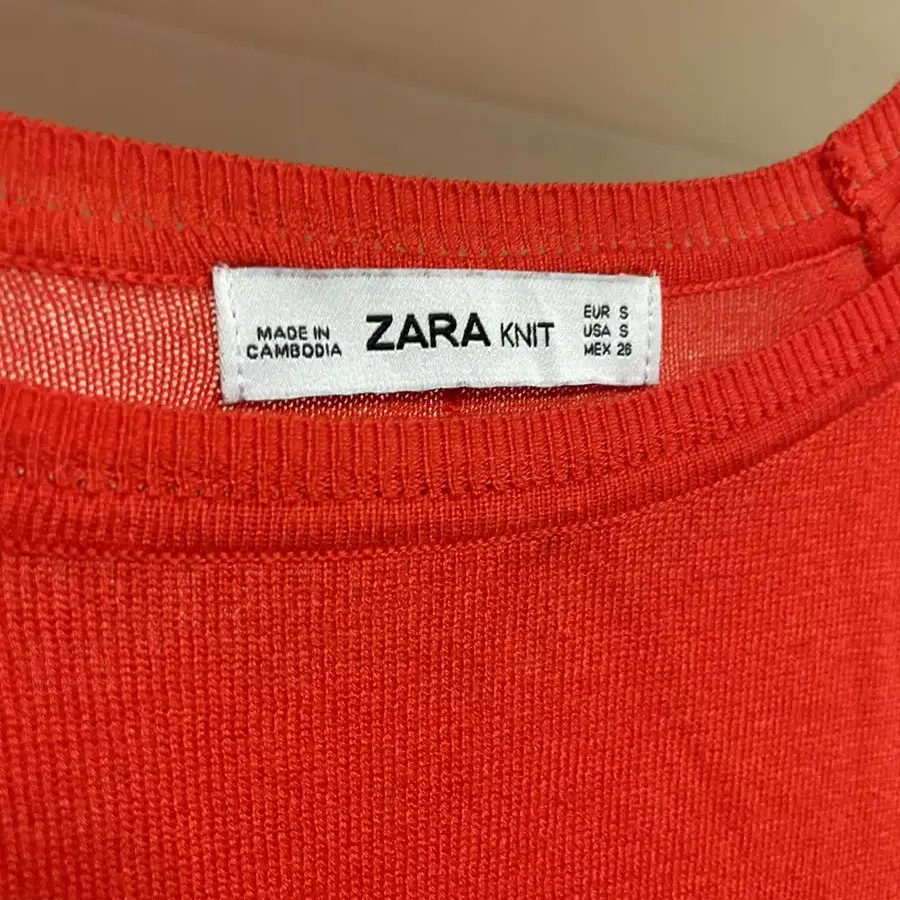 MADE IN
CAMBODIA
ZARA KNIT
EUR S
USA S
MEX 26